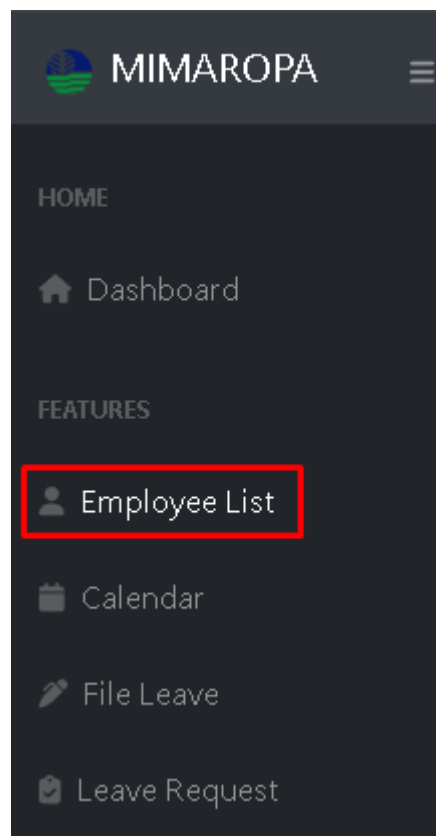 MIMAROPA
HOME
Dashboard
FEATURES
Employee List
Calendar
File Leave
Leave Request